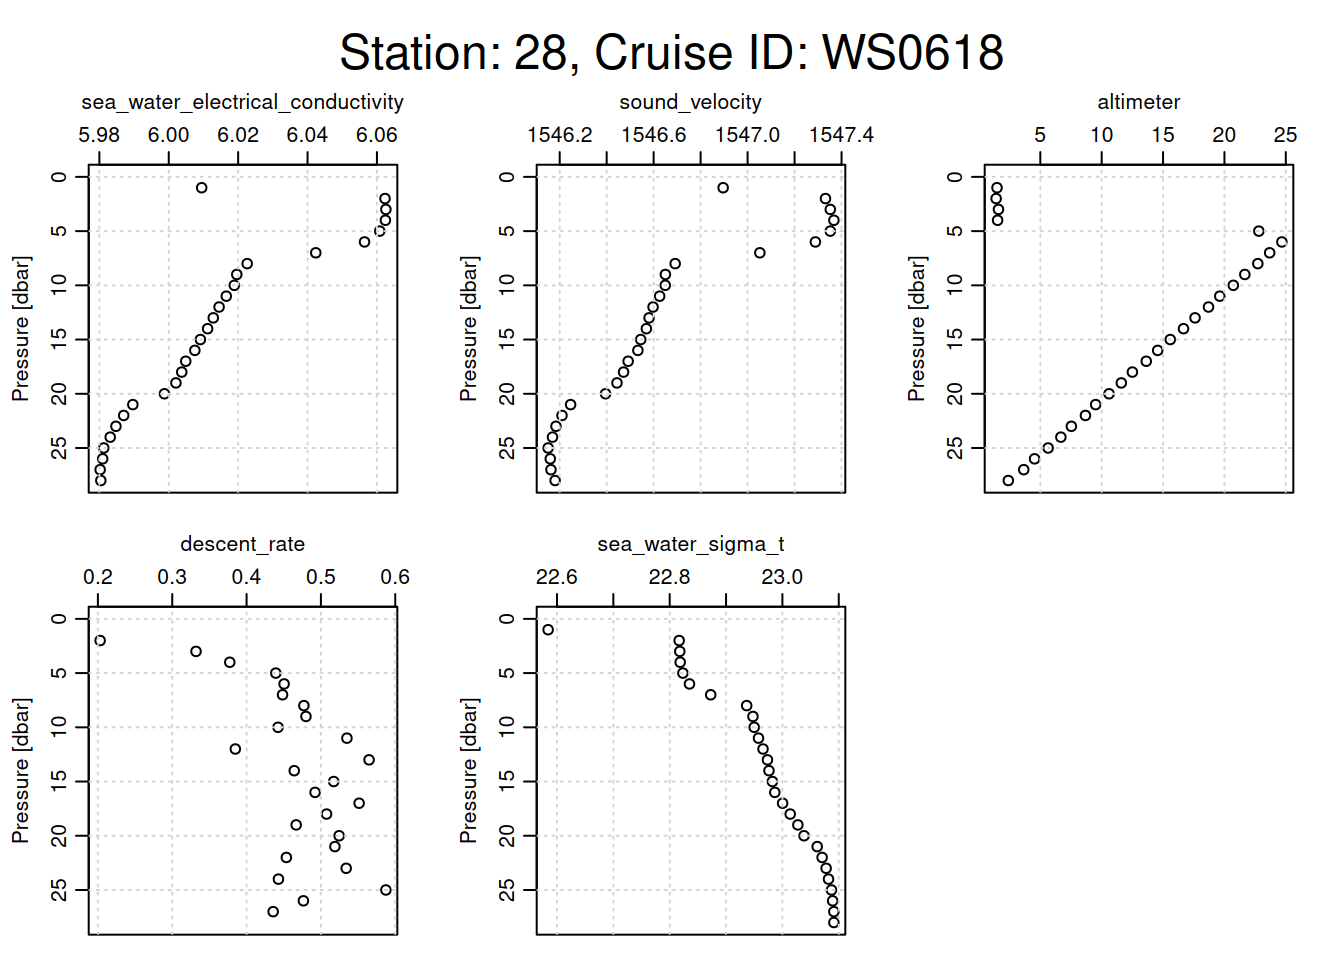 Station: 28, Cruise ID: WS0618
sea_water_electrical_conductivity
5.98 6.00 6.02 6.04 6.06
Pressure [dbar]
0 5 10 15 20 25
sound_velocity
1546.2 1546.6 1547.0 1547.4
Pressure [dbar]
0 5 10 15 20 25
altimeter
5 10 15 20 25
Pressure [dbar]
0 5 10 15 20 25
descent_rate
0.2 0.3 0.4 0.5 0.6
Pressure [dbar]
0 5 10 15 20 25
sea_water_sigma_t
22.6 22.8 23.0
Pressure [dbar]
0 5 10 15 20 25